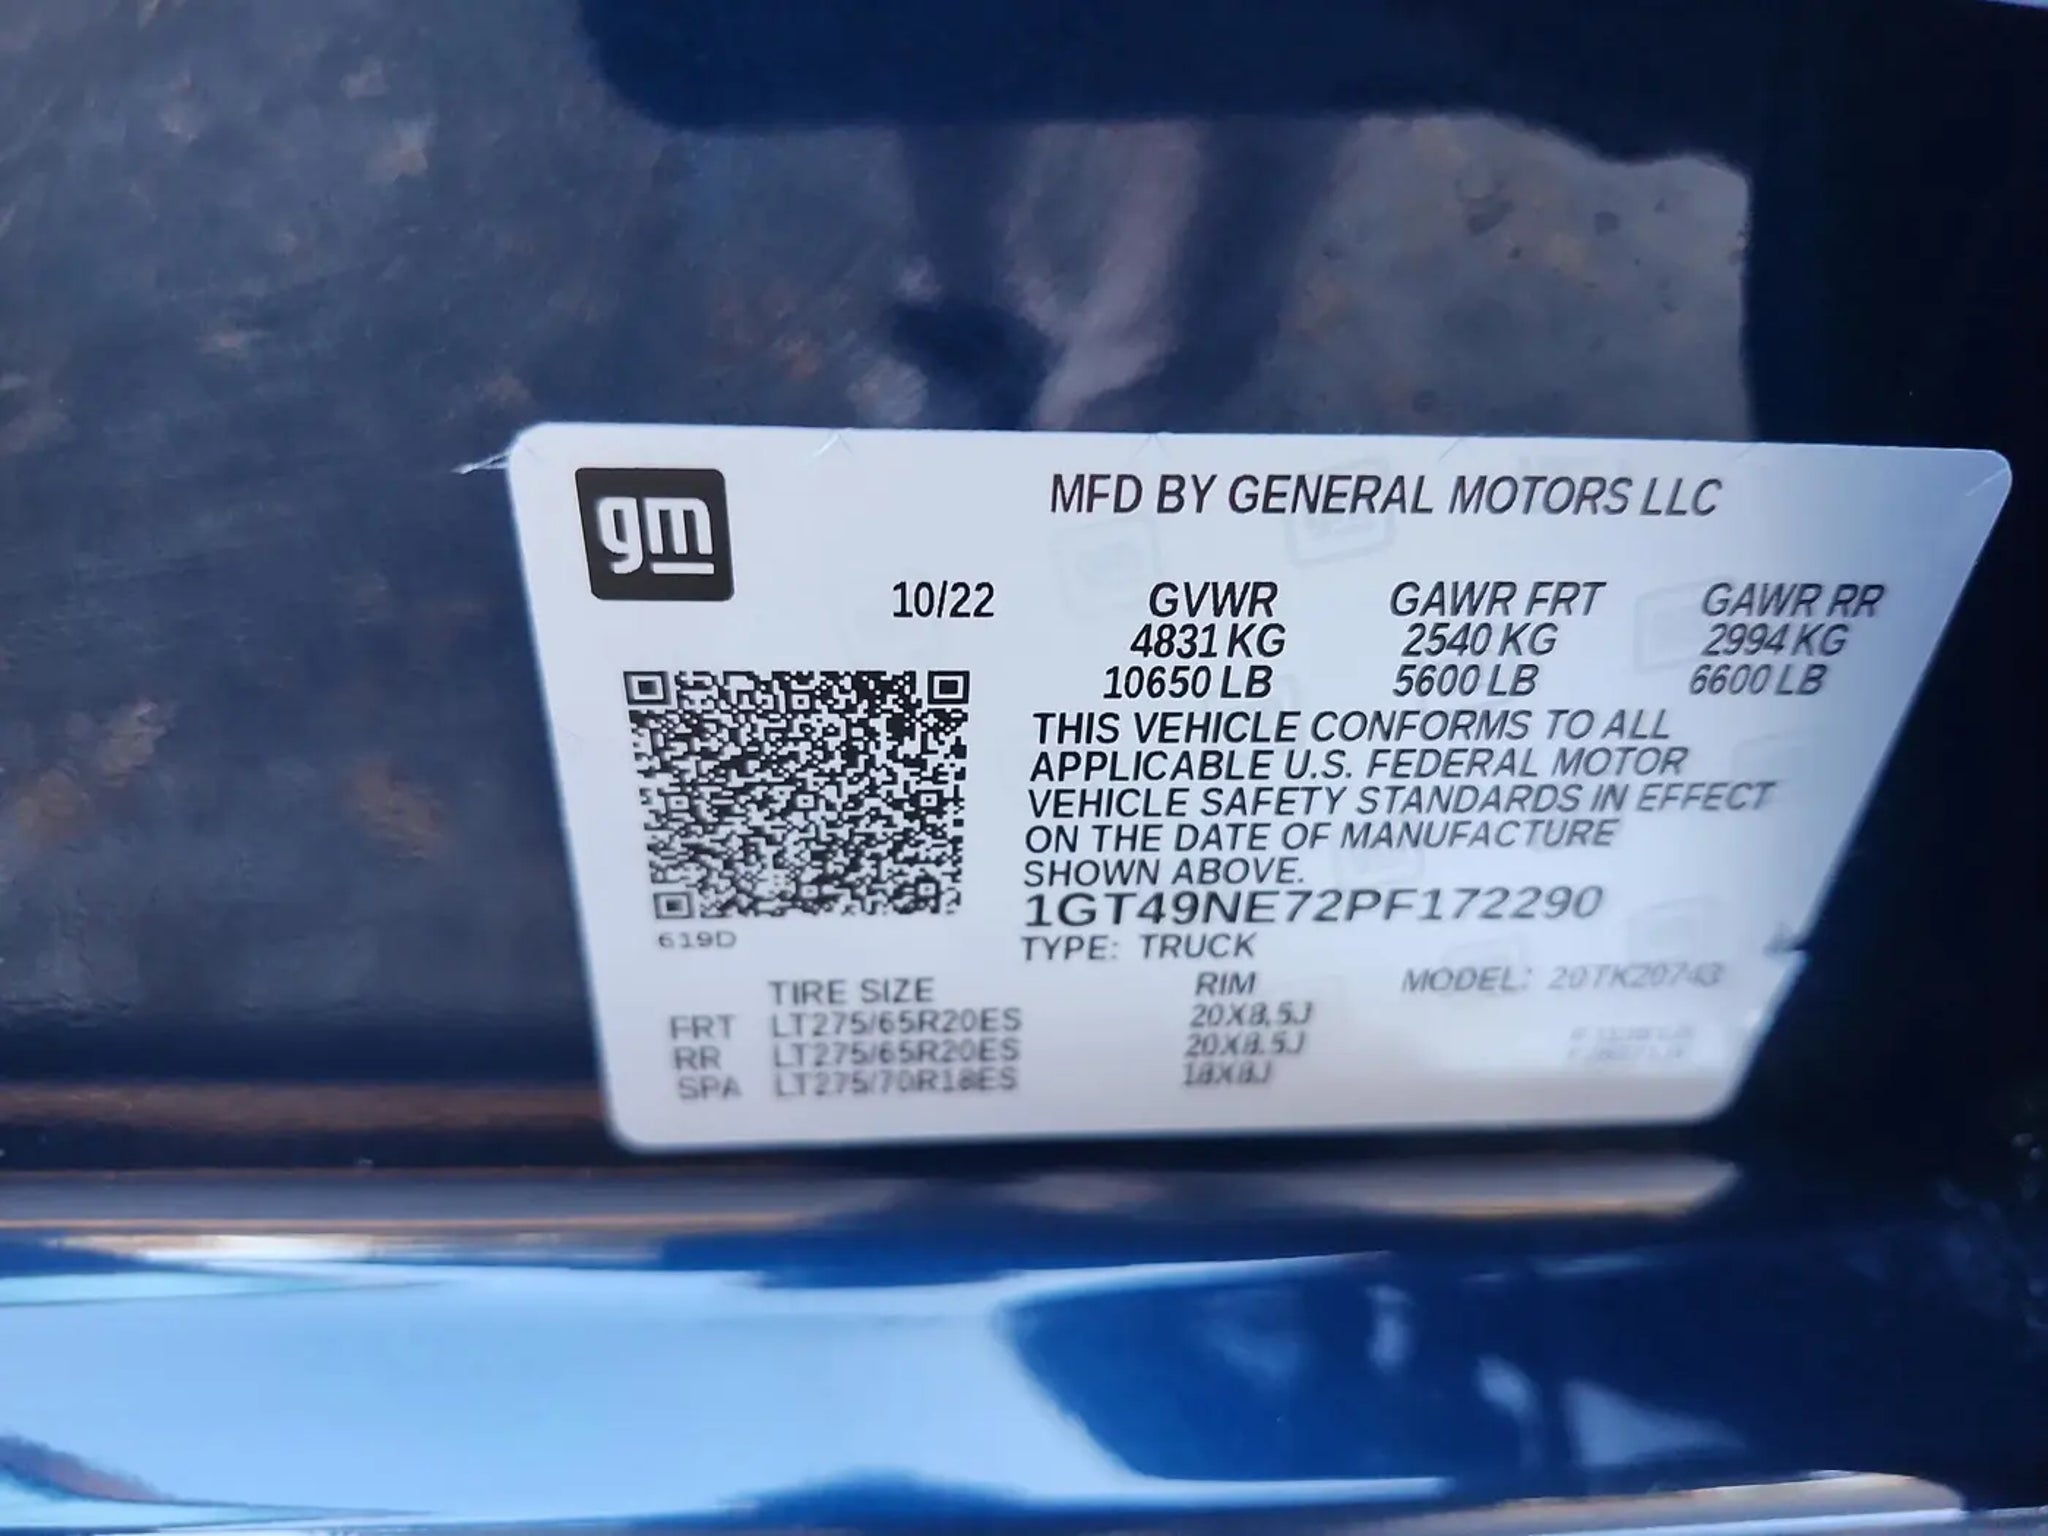 gm
MFD BY GENERAL MOTORS LLC
10/22 GVWR GAWR FRT GAWR RR
4831 KG 2540 KG 2994 KG
10650 LB 5600 LB 6600 LB
THIS VEHICLE CONFORMS TO ALL
APPLICABLE U.S. FEDERAL MOTOR
VEHICLE SAFETY STANDARDS IN EFFECT
ON THE DATE OF MANUFACTURE
SHOWN ABOVE.
1GT49NE72PF172290
619D
TYPE: TRUCK
TIRE SIZE RIM MODEL: 20TK20743
FRT LT275/65R20ES 20X8.5J
RR LT275/65R20ES 20X8.5J
SPA LT275/70R18ES 18X8J